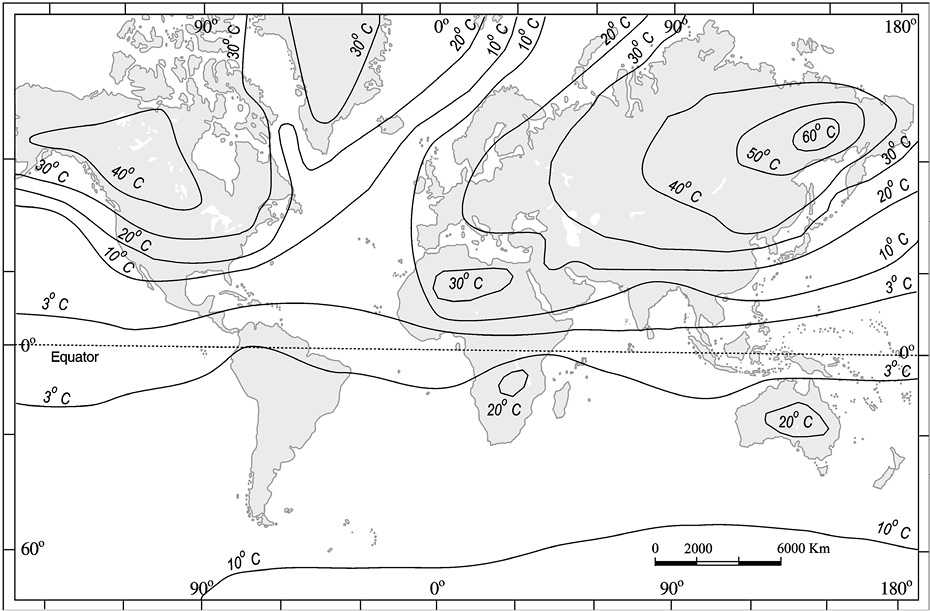 90° 0° 90° 180°
30° C 30° C 20° C 10° C 10° C 20° C 30° C
60° C
50° C
30° C 40° C 40° C 30° C
20° C 20° C
10° C 10° C
30° C 3° C
3° C
0° 0°
Equator
3° C 3° C
20° C 20° C
10° C
60° 0 2000 6000 Km
10° C
90° 0° 90° 180°